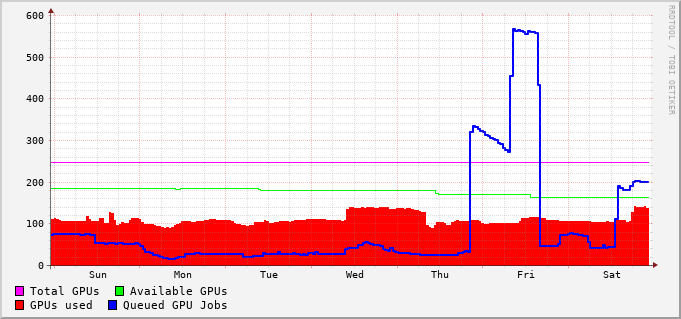 600
500
400
300
200
100
0
Sun Mon Tue Wed Thu Fri Sat
Total GPUs Available GPUs
GPUs used Queued GPU Jobs
RRDTOOL / TOBI OETIKER